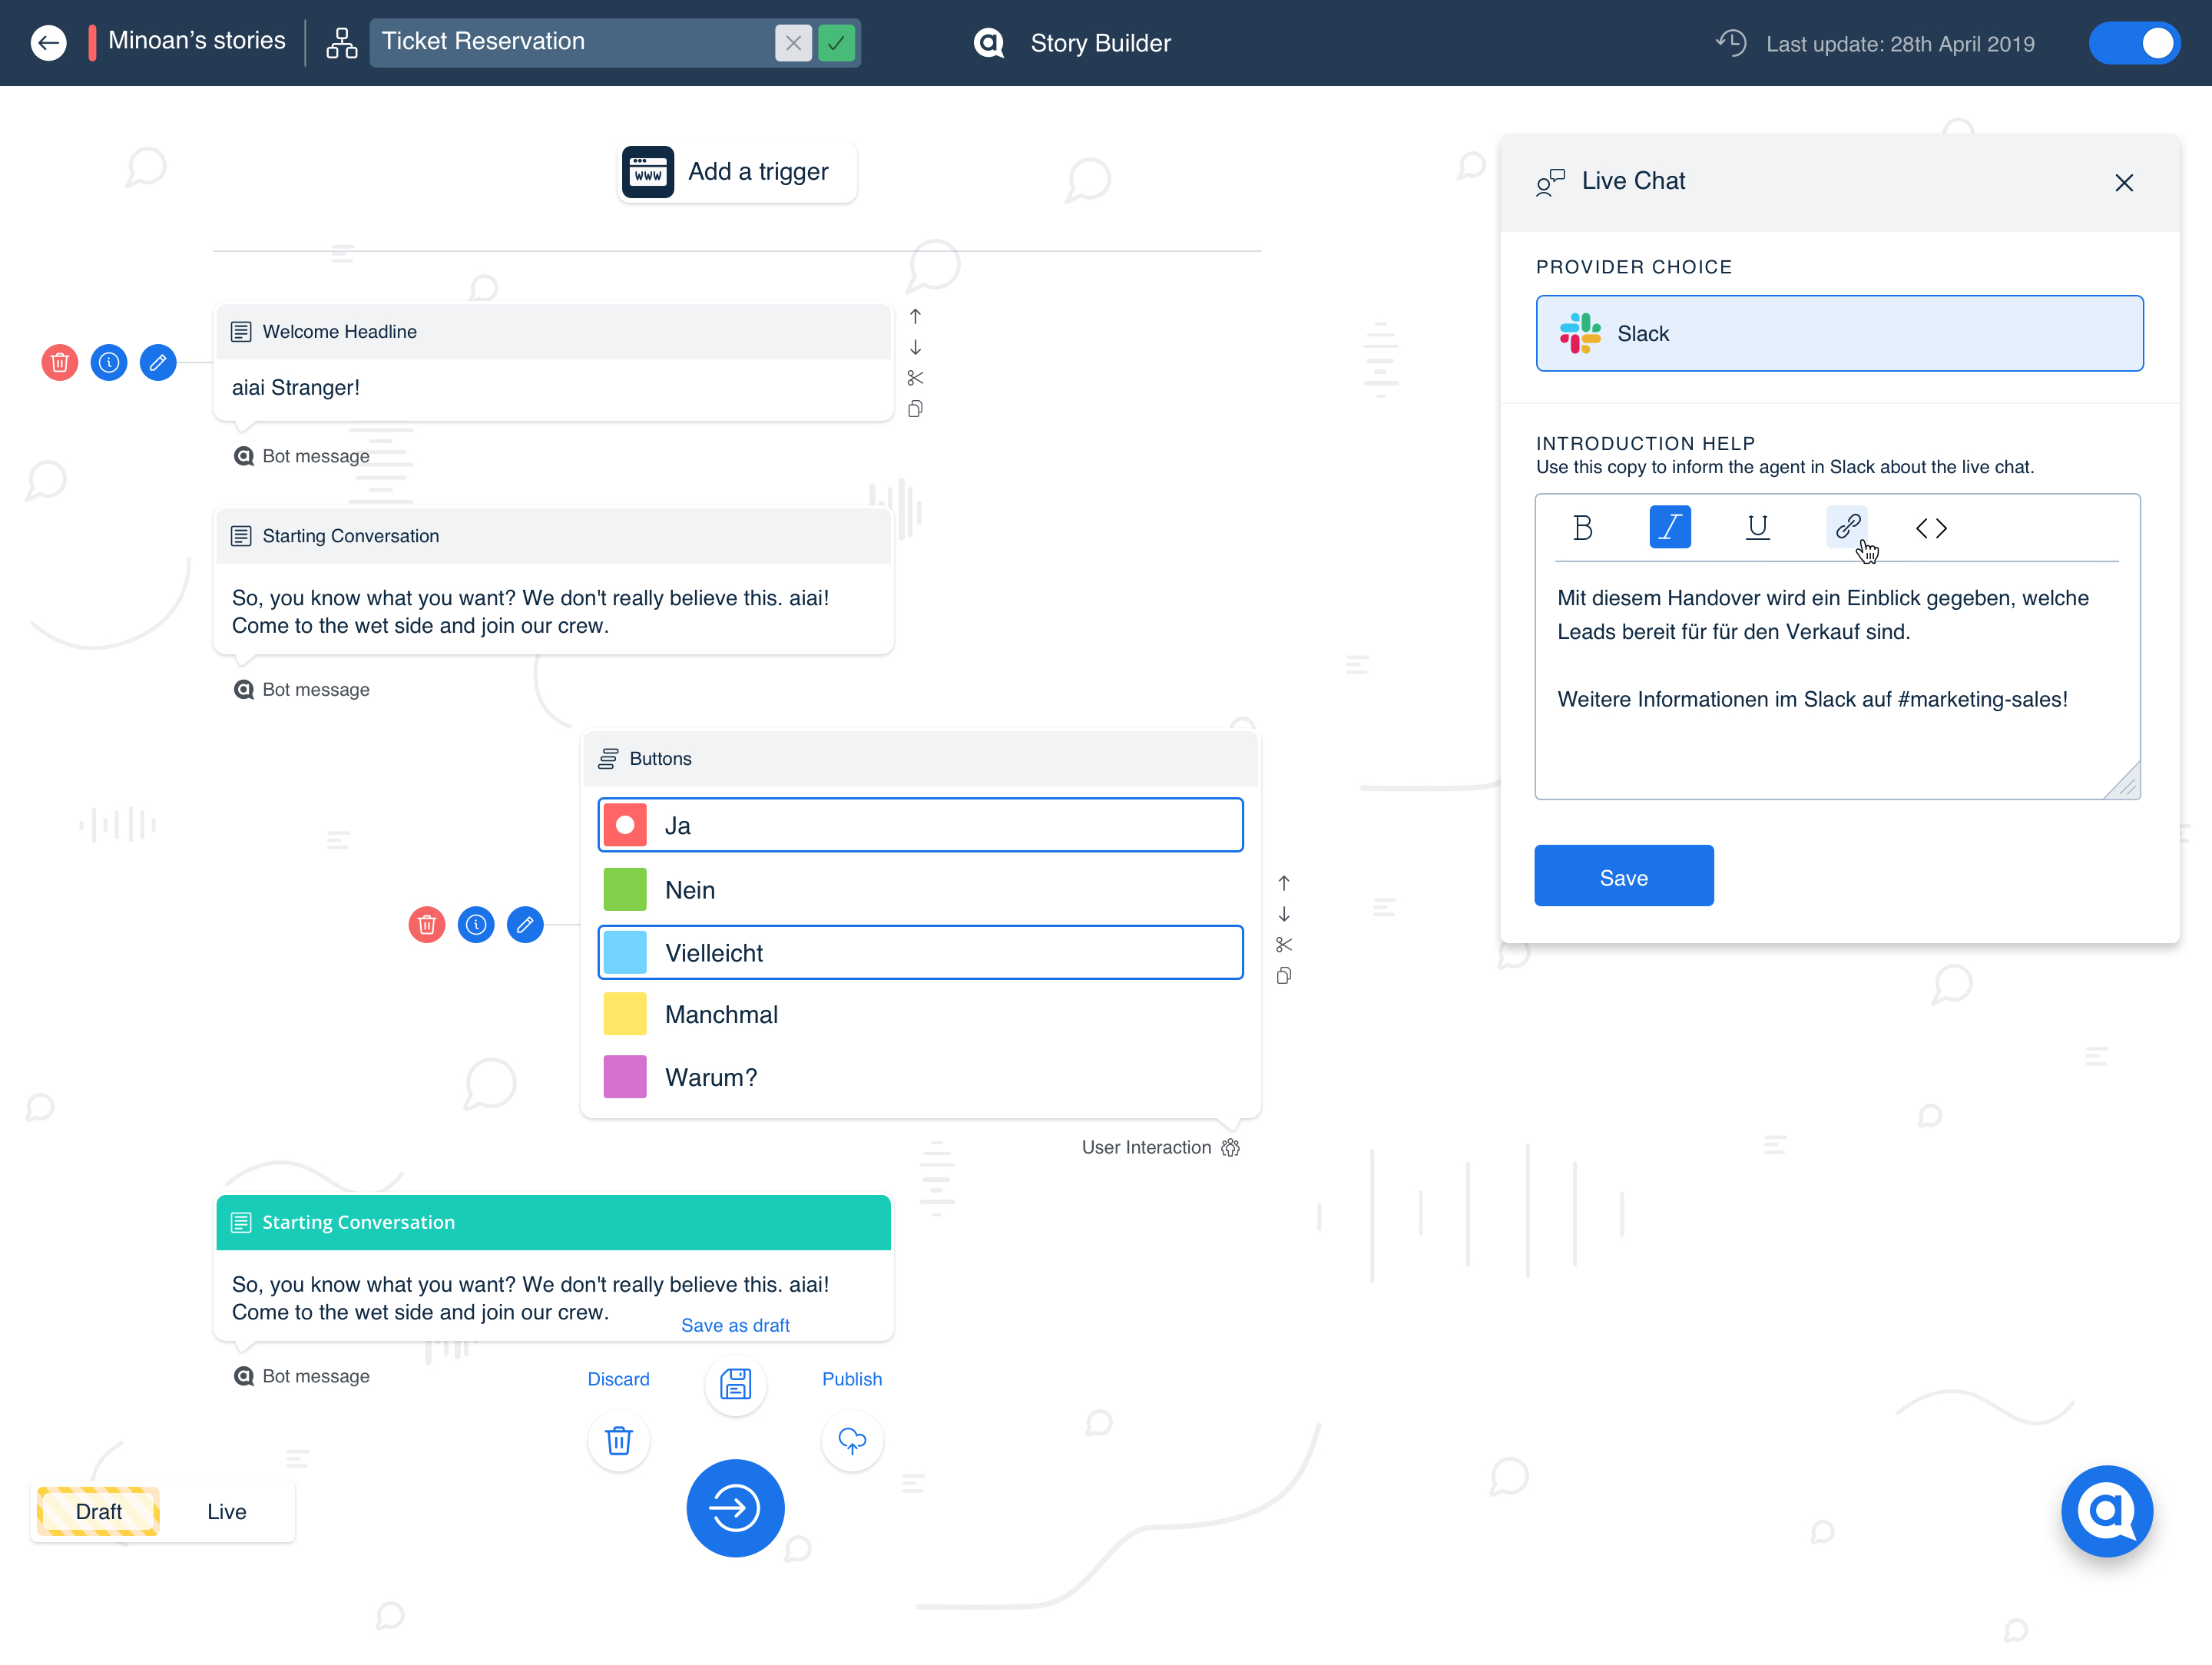 Minoan's stories
Ticket Reservation
Story Builder
Last update: 28th April 2019
www
Add a trigger
Welcome Headline
aiai Stranger!
Bot message
Starting Conversation
So, you know what you want? We don't really believe this. aiai!
Come to the wet side and join our crew.
Bot message
Buttons
Ja
Nein
Vielleicht
Manchmal
Warum?
User Interaction
Starting Conversation
So, you know what you want? We don't really believe this. aiai!
Come to the wet side and join our crew.
Bot message
Save as draft
Discard
Publish
Draft
Live
Live Chat
PROVIDER CHOICE
Slack
INTRODUCTION HELP
Use this copy to inform the agent in Slack about the live chat.
B I U < >
Mit diesem Handover wird ein Einblick gegeben, welche
Leads bereit für für den Verkauf sind.
Weitere Informationen im Slack auf #marketing-sales!
Save